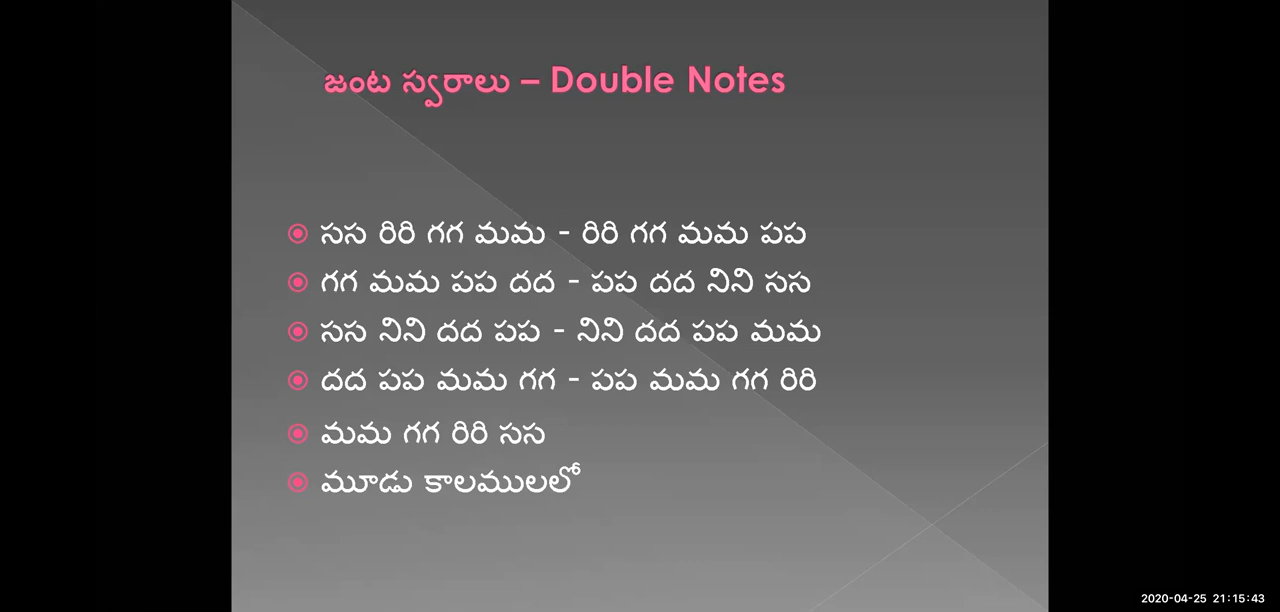 జంట స్వరాలు – Double Notes
సస రిరి గగ మమ - రిరి గగ మమ పప
గగ మమ పప దద - పప దద నిని సస
సస నిని దద పప - నిని దద పప మమ
దద పప మమ గగ - పప మమ గగ రిరి
మమ గగ రిరి సస
మూడు కాలములలో
2020-04-25 21:15:43